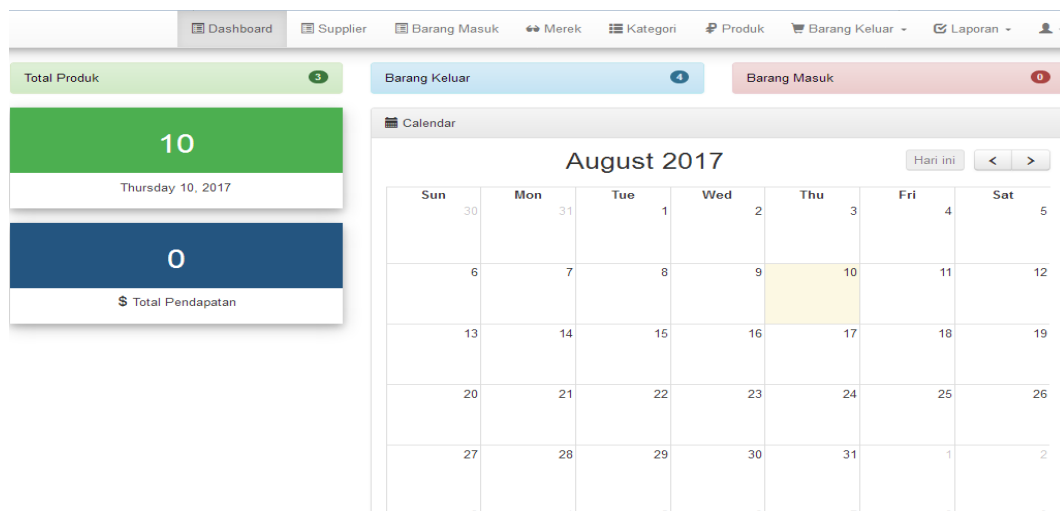 Dashboard Supplier Barang Masuk Merek Kategori Produk Barang Keluar Laporan
Total Produk 3 Barang Keluar 4 Barang Masuk 0
10
Thursday 10, 2017
0
$ Total Pendapatan
Calendar
August 2017 Hari ini < >
Sun Mon Tue Wed Thu Fri Sat
30 31 1 2 3 4 5
6 7 8 9 10 11 12
13 14 15 16 17 18 19
20 21 22 23 24 25 26
27 28 29 30 31 1 2